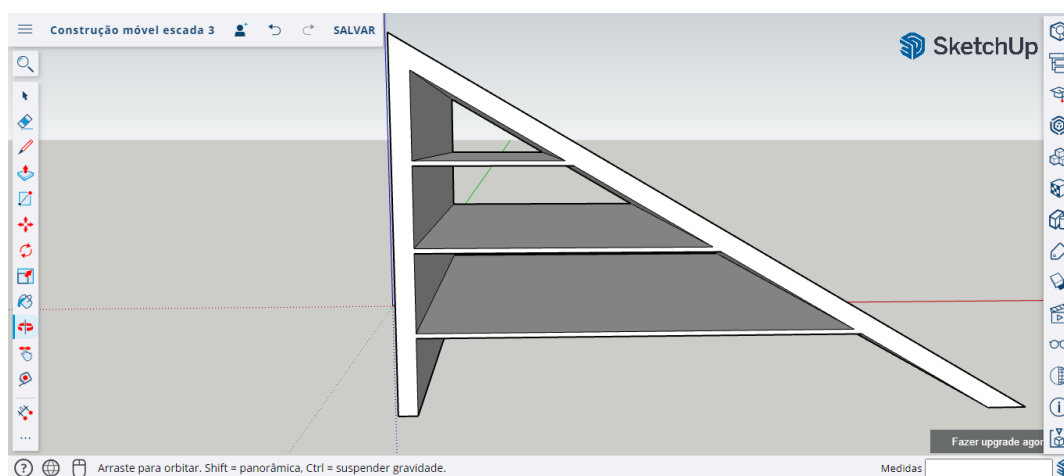 Construção móvel escada 3
SALVAR
SketchUp
Fazer upgrade agor
Arraste para orbitar. Shift = panorâmica, Ctrl = suspender gravidade.
Medidas